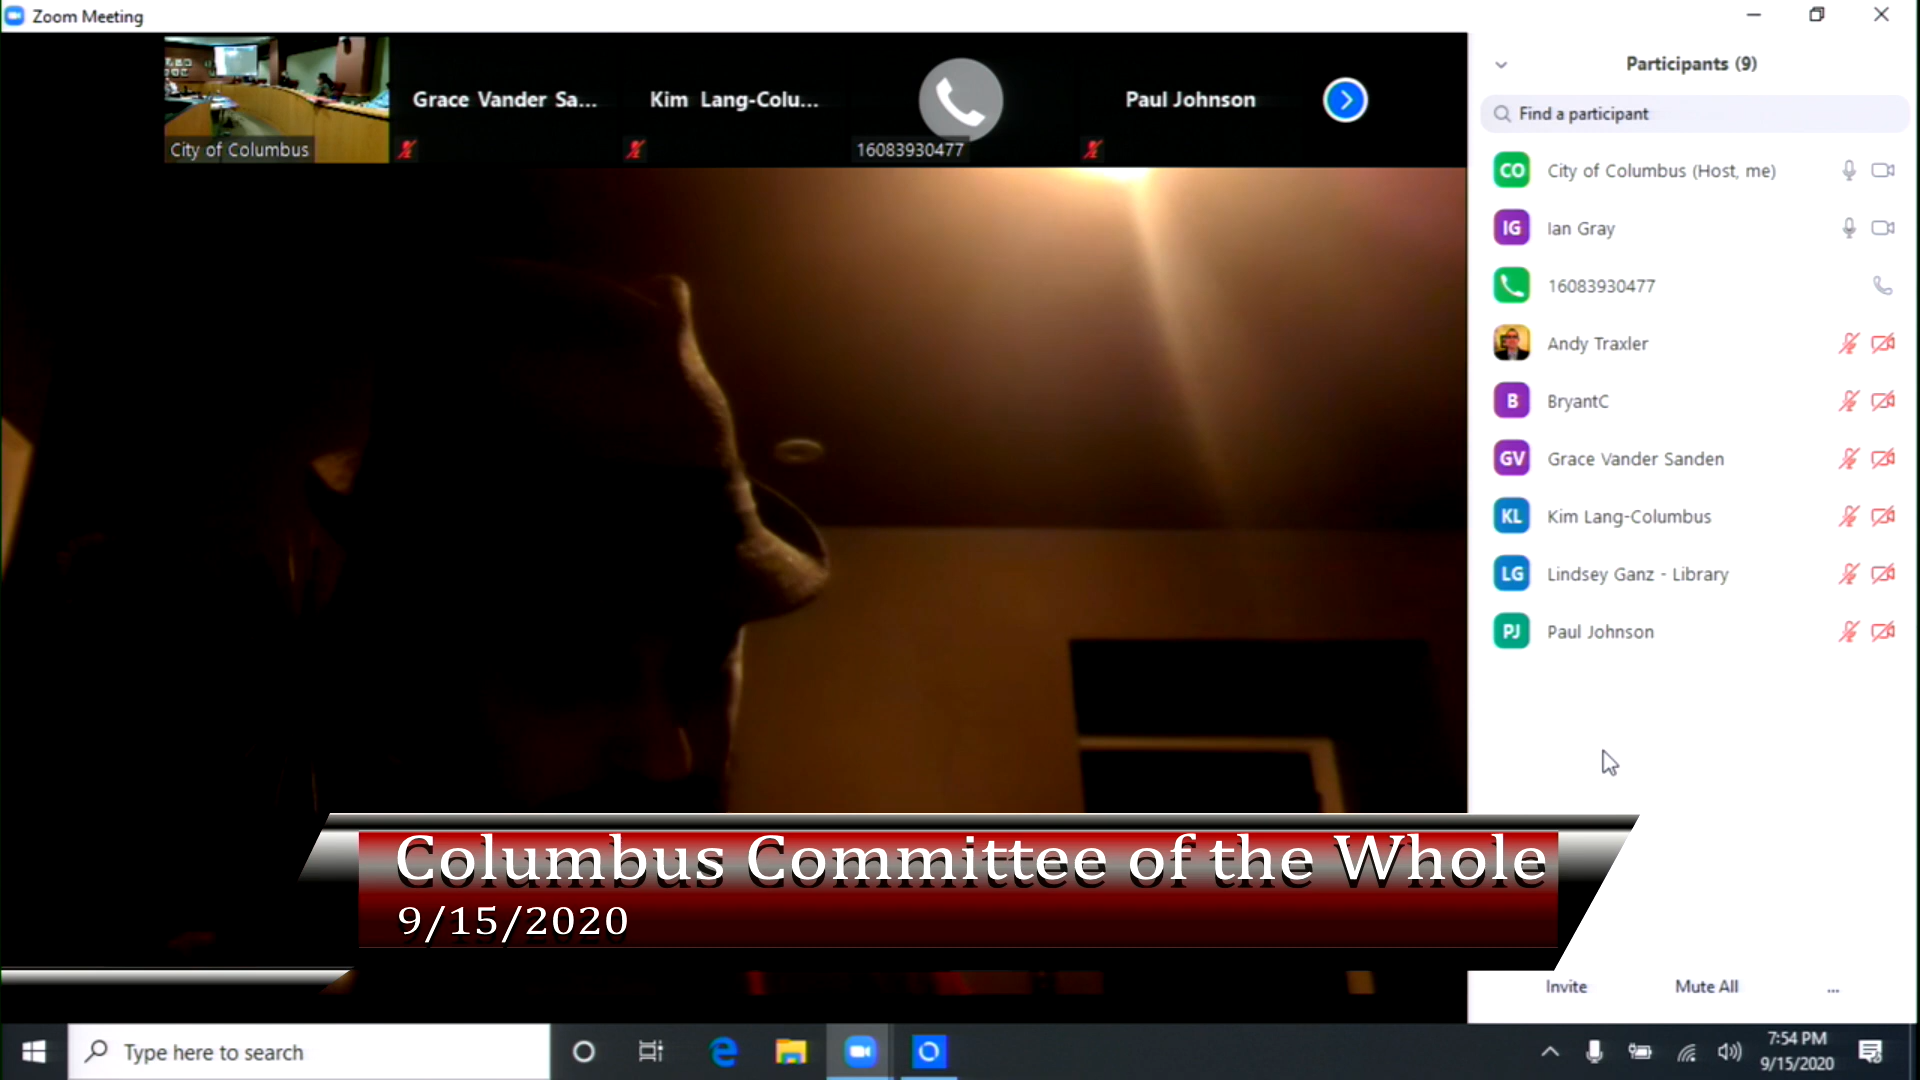 Zoom Meeting
City of Columbus
Grace Vander Sa...
Kim Lang-Colu...
16083930477
Paul Johnson
Participants (9)
Find a participant
CO City of Columbus (Host, me)
IG Ian Gray
16083930477
Andy Traxler
B BryantC
GV Grace Vander Sanden
KL Kim Lang-Columbus
LG Lindsey Ganz - Library
PJ Paul Johnson
Columbus Committee of the Whole
9/15/2020
Invite Mute All ...
Type here to search
7:54 PM
9/15/2020